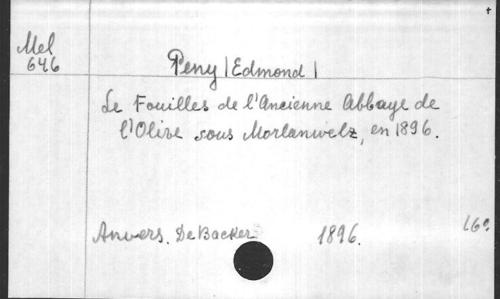 Mel
646
Peny (Edmond)
Le Fouilles de l'Ancienne Abbaye de
l'Olive sous Morlanwelz, en 1896.
Anvers. De Backer 1896. 16º